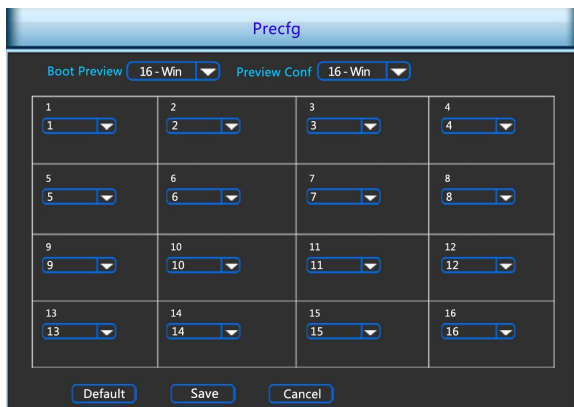 Precfg
Boot Preview 16 - Win Preview Conf 16 - Win
1 2 3 4
1 2 3 4
5 6 7 8
5 6 7 8
9 10 11 12
9 10 11 12
13 14 15 16
13 14 15 16
Default Save Cancel